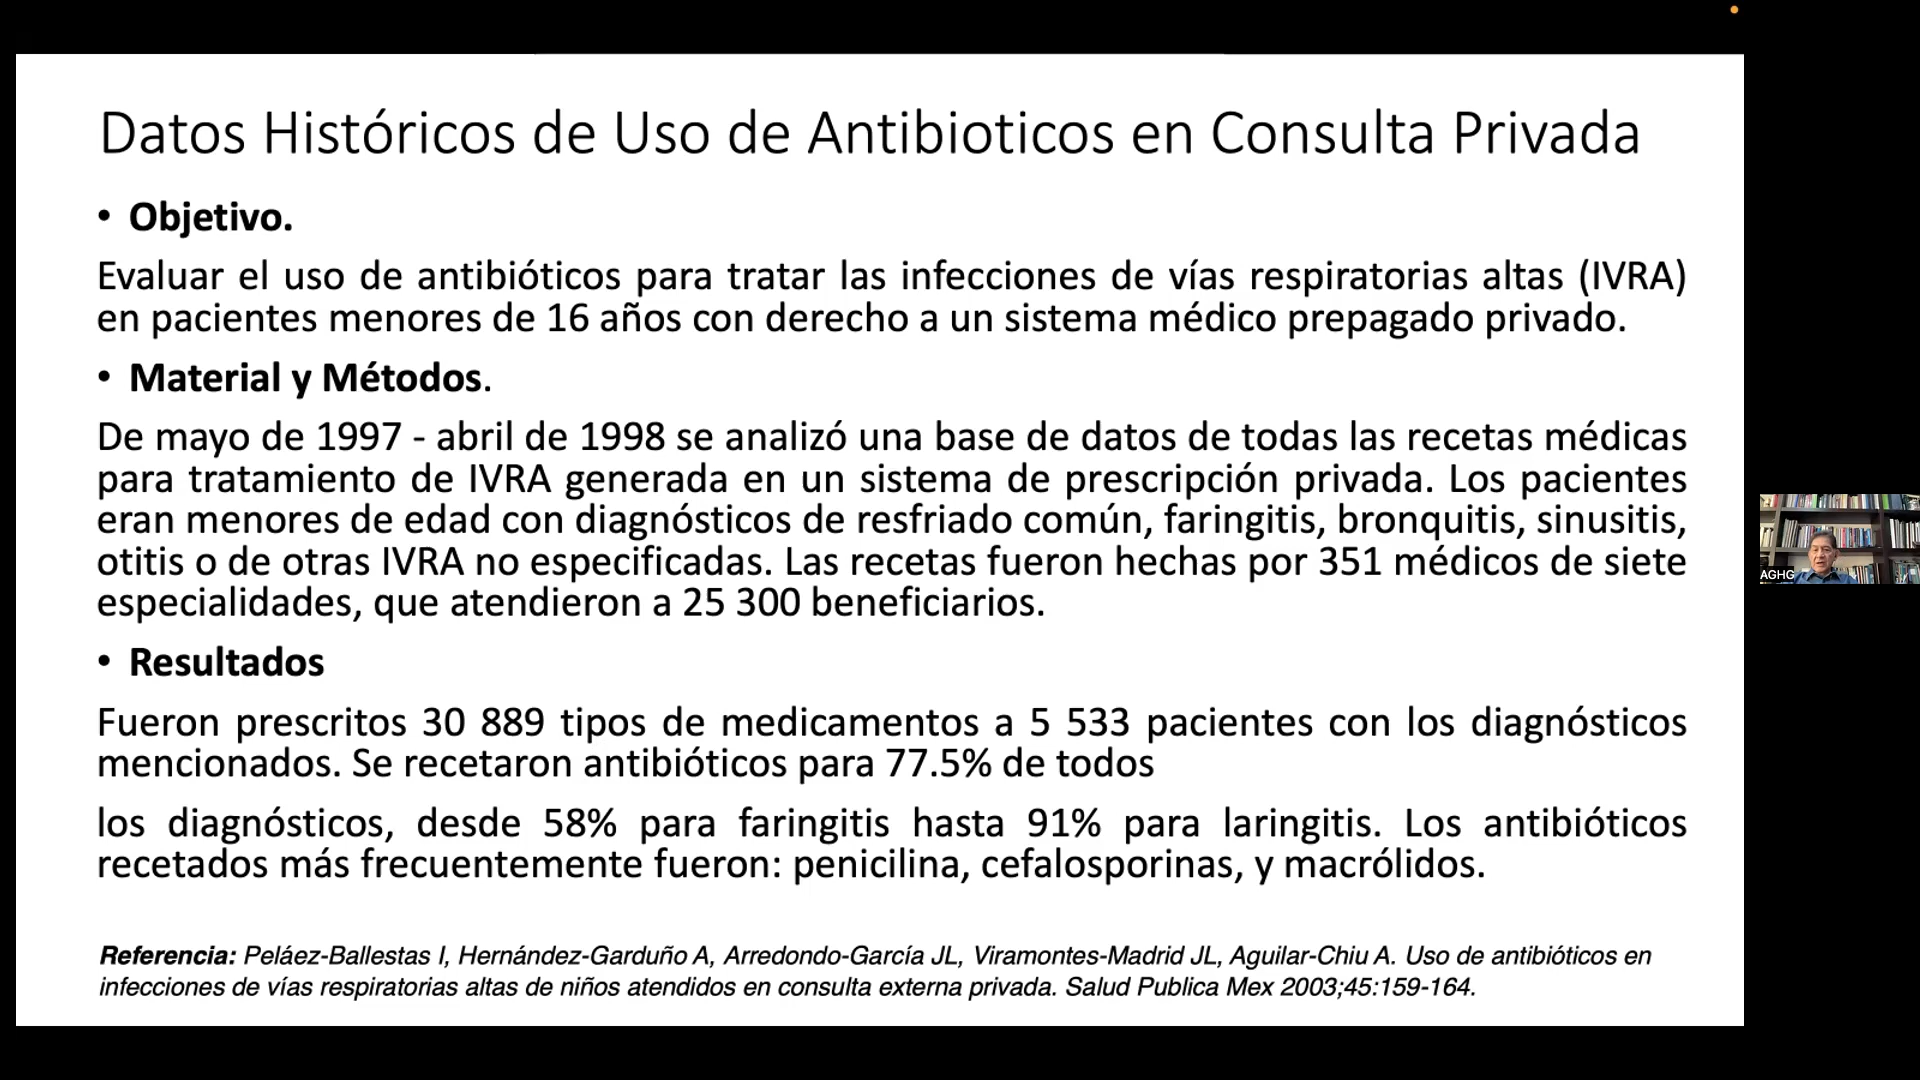 Datos Históricos de Uso de Antibioticos en Consulta Privada
• Objetivo.
Evaluar el uso de antibióticos para tratar las infecciones de vías respiratorias altas (IVRA)
en pacientes menores de 16 años con derecho a un sistema médico prepagado privado.
• Material y Métodos.
De mayo de 1997 - abril de 1998 se analizó una base de datos de todas las recetas médicas
para tratamiento de IVRA generada en un sistema de prescripción privada. Los pacientes
eran menores de edad con diagnósticos de resfriado común, faringitis, bronquitis, sinusitis,
otitis o de otras IVRA no especificadas. Las recetas fueron hechas por 351 médicos de siete
especialidades, que atendieron a 25 300 beneficiarios.
• Resultados
Fueron prescritos 30 889 tipos de medicamentos a 5 533 pacientes con los diagnósticos
mencionados. Se recetaron antibióticos para 77.5% de todos
los diagnósticos, desde 58% para faringitis hasta 91% para laringitis. Los antibióticos
recetados más frecuentemente fueron: penicilina, cefalosporinas, y macrólidos.
Referencia: Peláez-Ballestas I, Hernández-Garduño A, Arredondo-García JL, Viramontes-Madrid JL, Aguilar-Chiu A. Uso de antibióticos en
infecciones de vías respiratorias altas de niños atendidos en consulta externa privada. Salud Publica Mex 2003;45:159-164.
AGHG